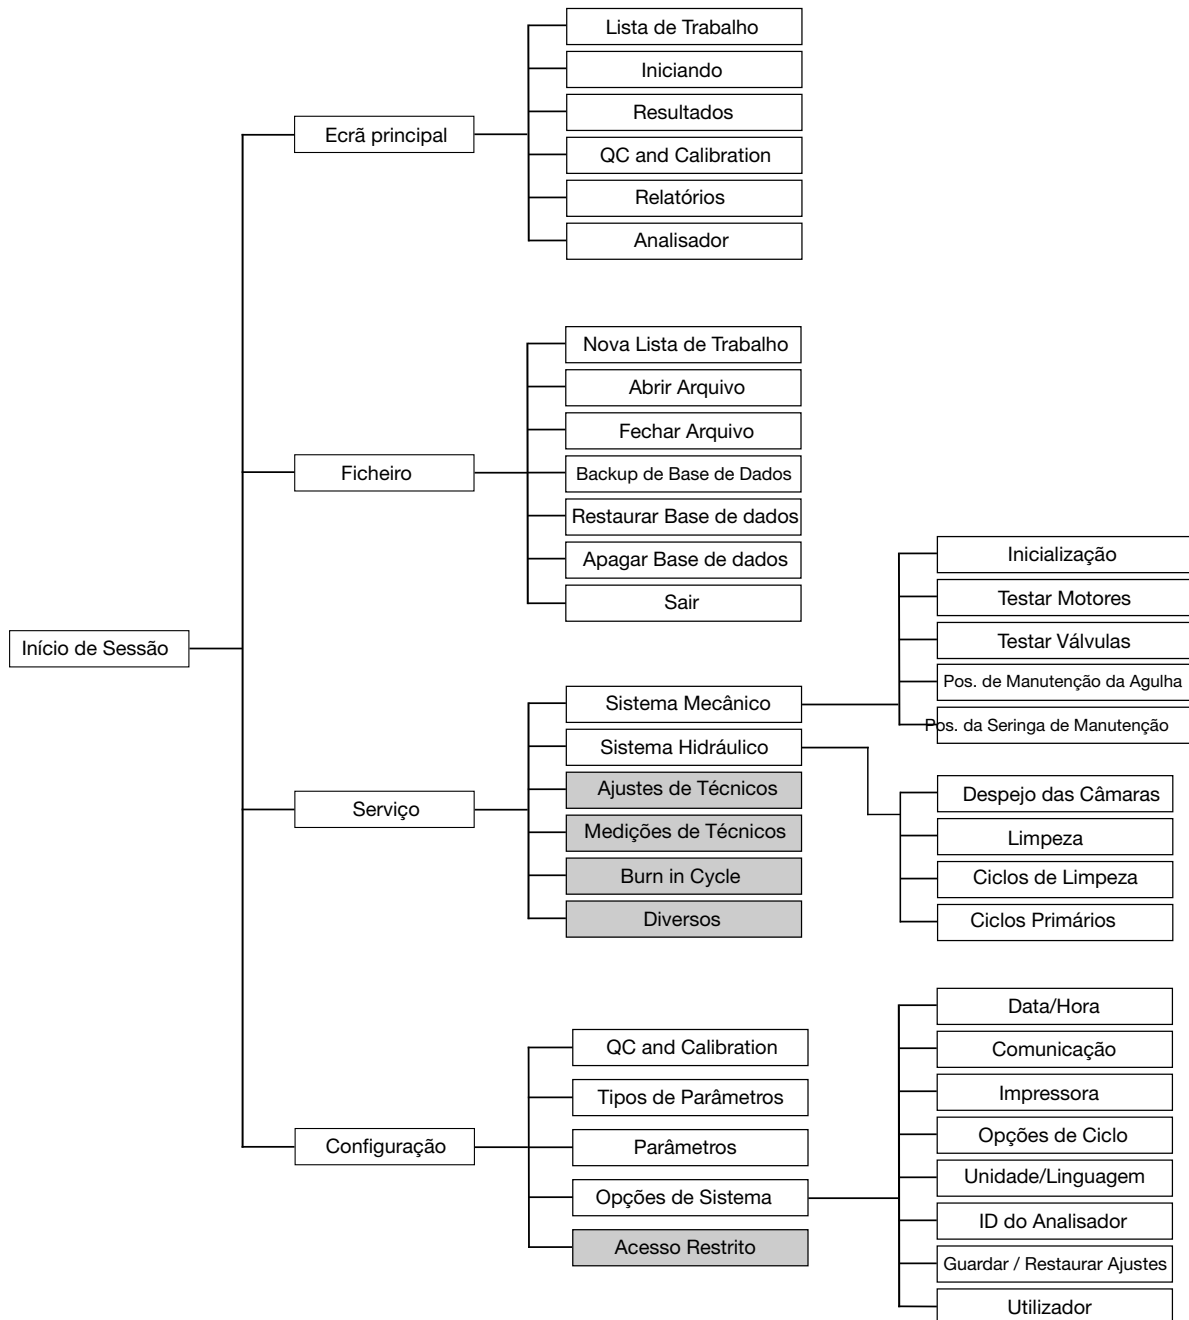 Lista de Trabalho
Iniciando
Resultados
Ecrã principal
QC and Calibration
Relatórios
Analisador
Nova Lista de Trabalho
Abrir Arquivo
Fechar Arquivo
Ficheiro
Backup de Base de Dados
Restaurar Base de dados
Apagar Base de dados
Sair
Início de Sessão
Inicialização
Testar Motores
Testar Válvulas
Pos. de Manutenção da Agulha
Pos. da Seringa de Manutenção
Sistema Mecânico
Sistema Hidráulico
Ajustes de Técnicos
Serviço
Medições de Técnicos
Burn in Cycle
Diversos
Despejo das Câmaras
Limpeza
Ciclos de Limpeza
Ciclos Primários
QC and Calibration
Tipos de Parâmetros
Configuração
Parâmetros
Opções de Sistema
Acesso Restrito
Data/Hora
Comunicação
Impressora
Opções de Ciclo
Unidade/Linguagem
ID do Analisador
Guardar / Restaurar Ajustes
Utilizador